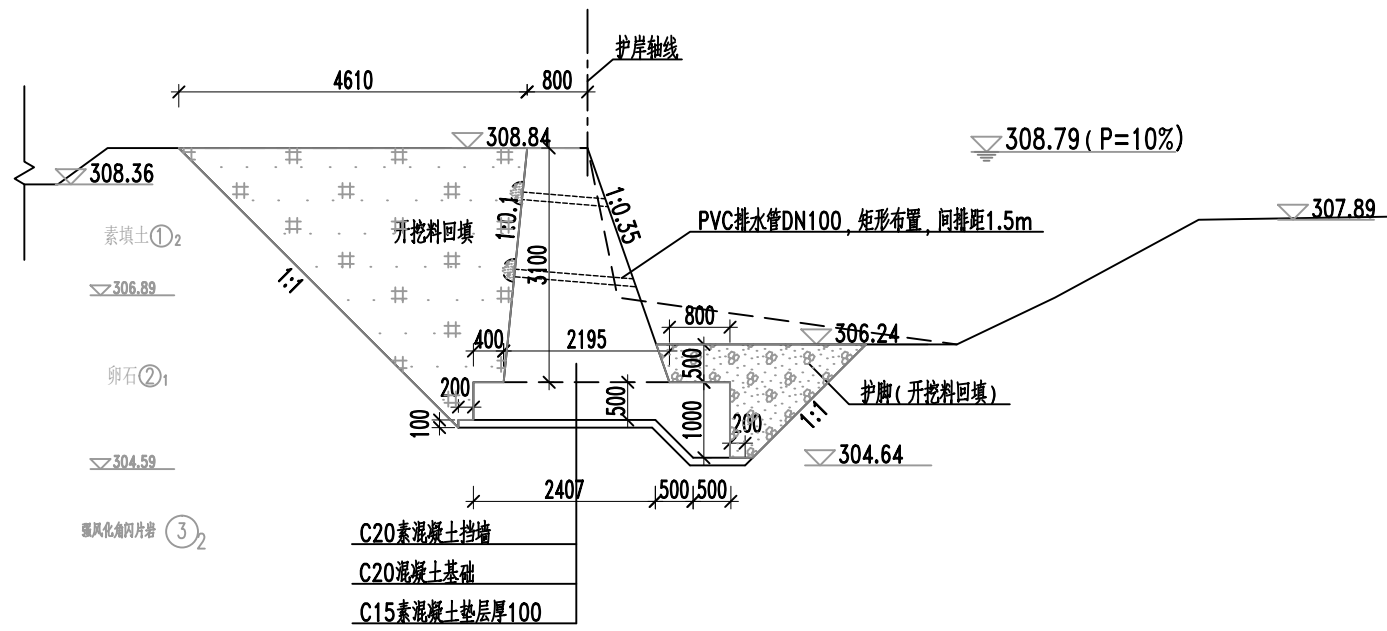 护岸轴线
4610
800
308.84
308.79 ( P=10%)
308.36
307.89
1:0.1
1:0.35
PVC排水管DN100, 矩形布置, 间排距1.5m
素填土①2
开挖料回填
3100
1:1
306.89
800
306.24
400
2195
500
卵石②1
200
500
1000
护脚( 开挖料回填)
100
200
1:1
304.59
304.64
2407
500
500
强风化角闪片岩 ③2
C20素混凝土挡墙
C20混凝土基础
C15素混凝土垫层厚100